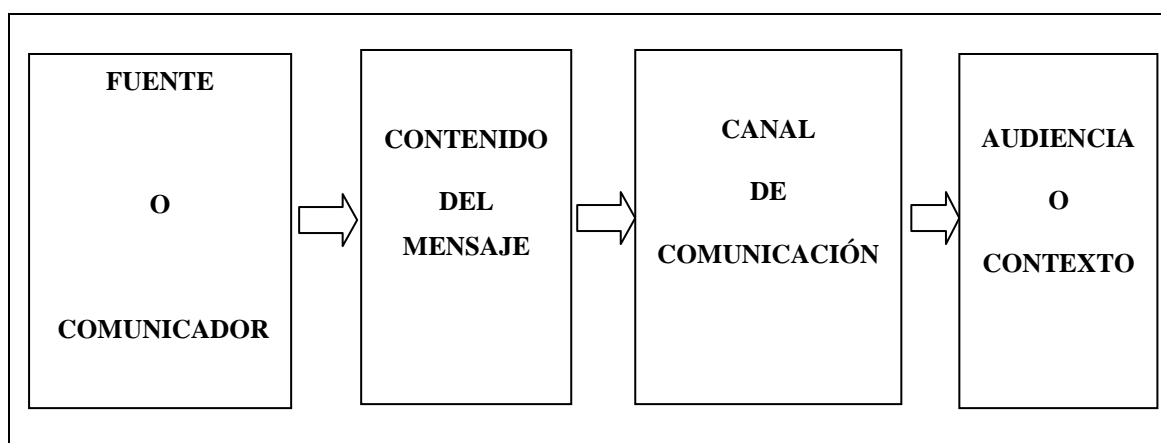 FUENTE
O
COMUNICADOR
CONTENIDO
DEL
MENSAJE
CANAL
DE
COMUNICACIÓN
AUDIENCIA
O
CONTEXTO